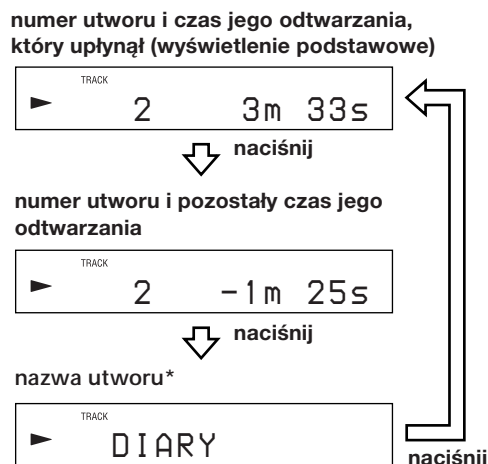 numer utworu i czas jego odtwarzania,
który upłynął (wyświetlenie podstawowe)
TRACK
2 3m 33s
naciśnij
numer utworu i pozostały czas jego
odtwarzania
TRACK
2 −1m 25s
naciśnij
nazwa utworu*
TRACK
DIARY
naciśnij